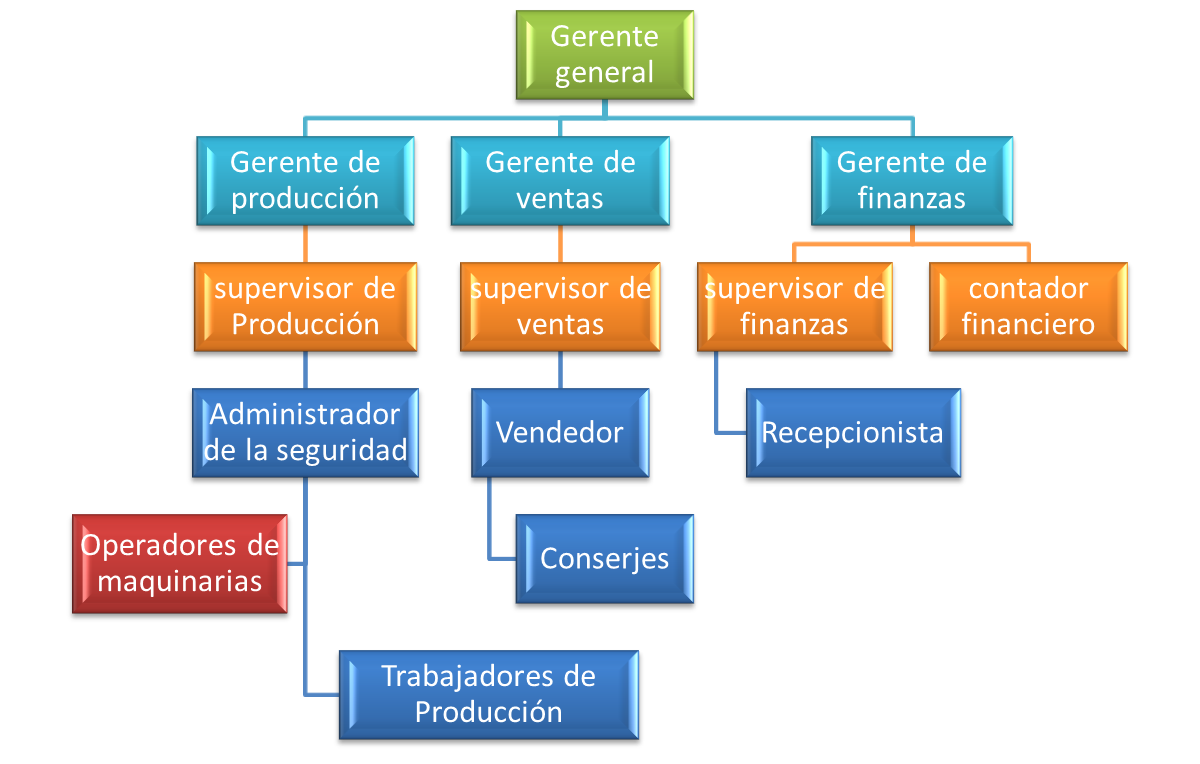 Gerente
general
Gerente de
producción
Gerente de
ventas
Gerente de
finanzas
supervisor de
Producción
supervisor de
ventas
supervisor de
finanzas
contador
financiero
Administrador
de la seguridad
Vendedor
Recepcionista
Operadores de
maquinarias
Conserjes
Trabajadores de
Producción